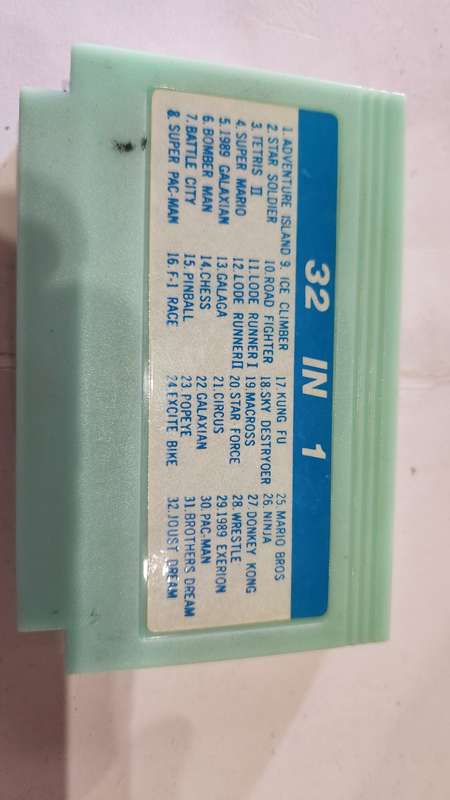 32 IN 1
1.ADVENTURE ISLAND 9. ICE CLIMBER 17.KUNG FU 25 MARIO BROS
2.STAR SOLDIER 10.ROAD FIGHTER 18.SKY DESTRYOER 26.NINJA
3.TETRIS II 11.LODE RUNNER I 19.MACROSS 27.DONKEY KONG
4.SUPER MARIO 12.LODE RUNNER II 20 STAR FORCE 28.WRESTLE
5.1989 GALAXIAN 13.GALAGA 21.CIRCUS 29.1989 EXERION
6.BOMBER MAN 14.CHESS 22 GALAXIAN 30.PAC-MAN
7.BATTLE CITY 15.PINBALL 23 POPEYE 31.BROTHERS DREAM
8.SUPER PAC-MAN 16.F-1 RACE 24 EXCITE BIKE 32.JOUST DREAM